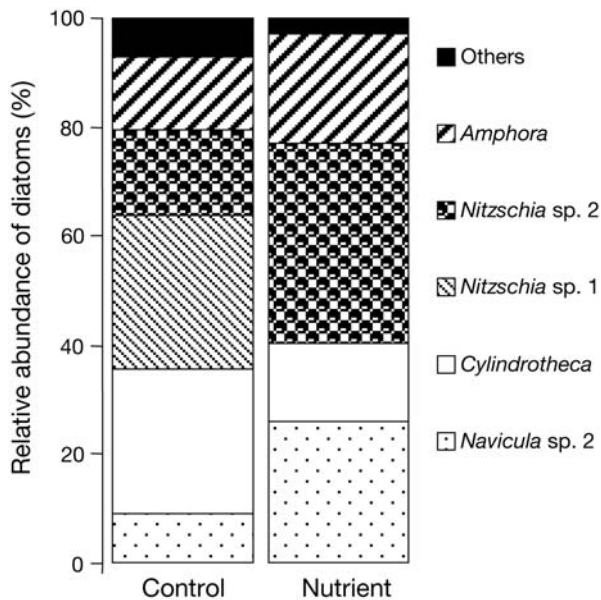 Relative abundance of diatoms (%)
100
80
60
40
20
0
Control
Nutrient
Others
Amphora
Nitzschia sp. 2
Nitzschia sp. 1
Cylindrotheca
Navicula sp. 2